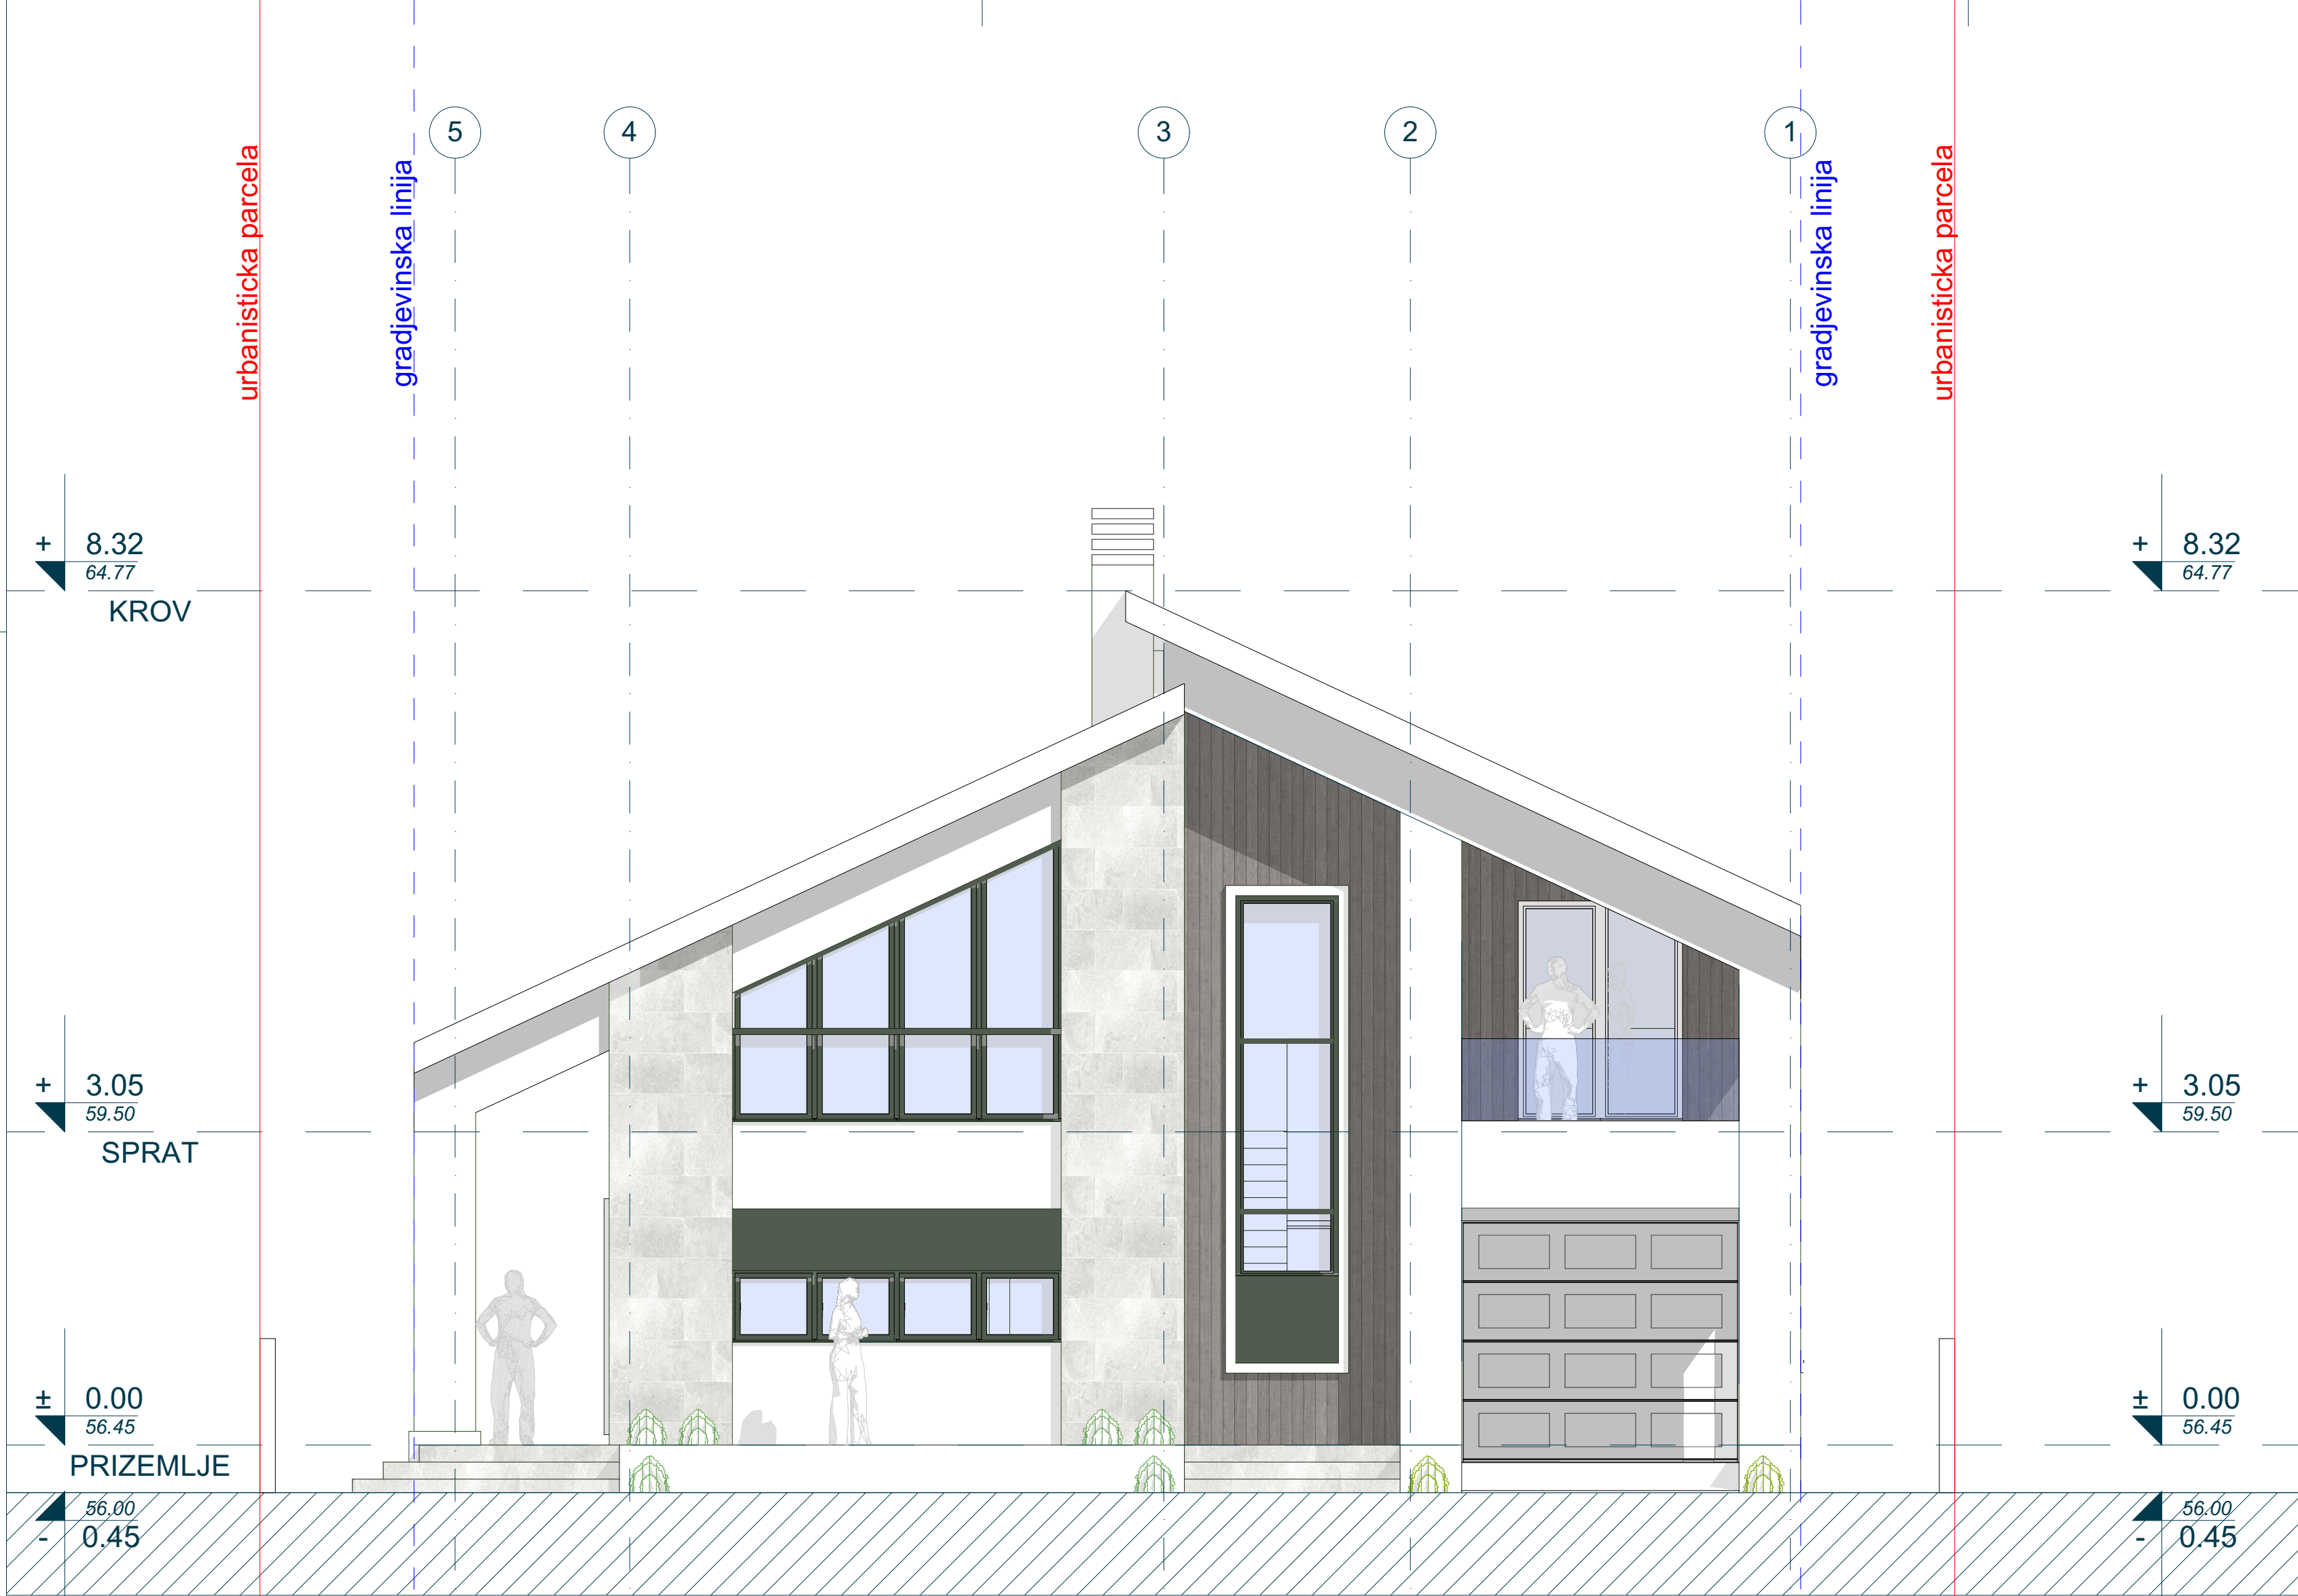 5 4 3 2 1
urbanisticka parcela
gradjevinska linija
gradjevinska linija
urbanisticka parcela
+ 8.32
64.77
KROV
+ 8.32
64.77
+ 3.05
59.50
SPRAT
+ 3.05
59.50
± 0.00
56.45
PRIZEMLJE
± 0.00
56.45
56.00
- 0.45
56.00
- 0.45